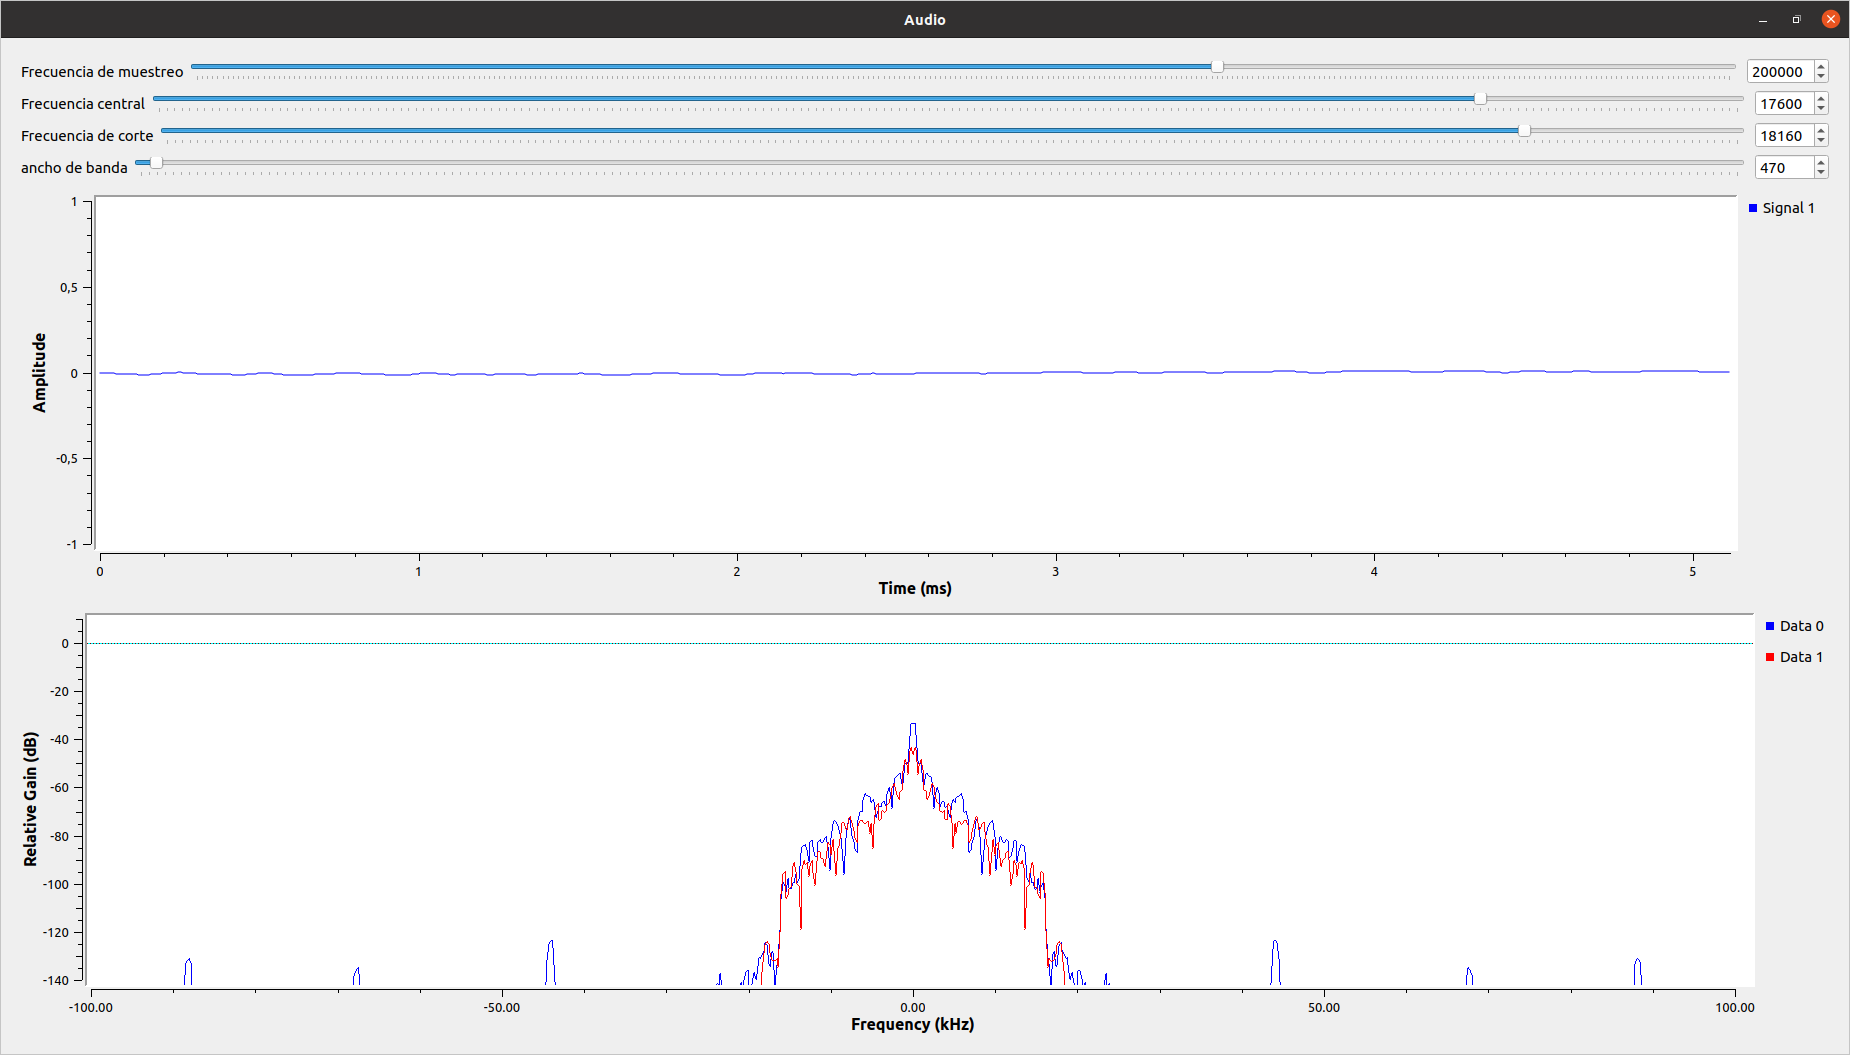 Audio
Frecuencia de muestreo 200000
Frecuencia central 17600
Frecuencia de corte 18160
ancho de banda 470
Signal 1
1
0,5
0
-0,5
-1
Amplitude
0 1 2 3 4 5
Time (ms)
Data 0
Data 1
0
-20
-40
-60
-80
-100
-120
-140
Relative Gain (dB)
-100.00 -50.00 0.00 50.00 100.00
Frequency (kHz)